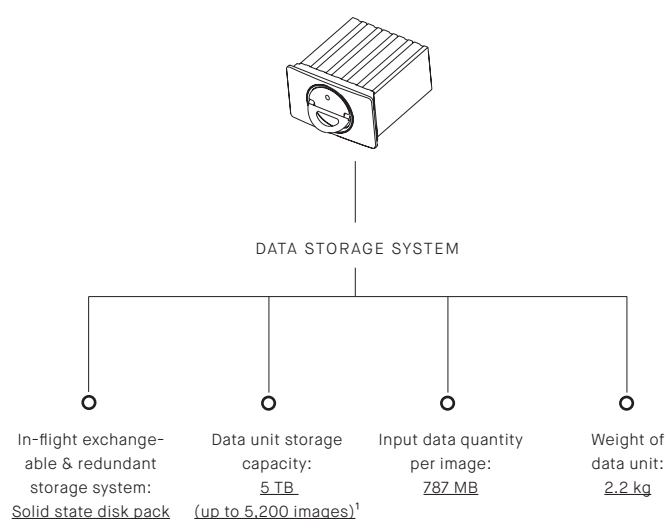 DATA STORAGE SYSTEM
In-flight exchange-
able & redundant
storage system:
Solid state disk pack
Data unit storage
capacity:
5 TB
(up to 5,200 images)¹
Input data quantity
per image:
787 MB
Weight of
data unit:
2.2 kg